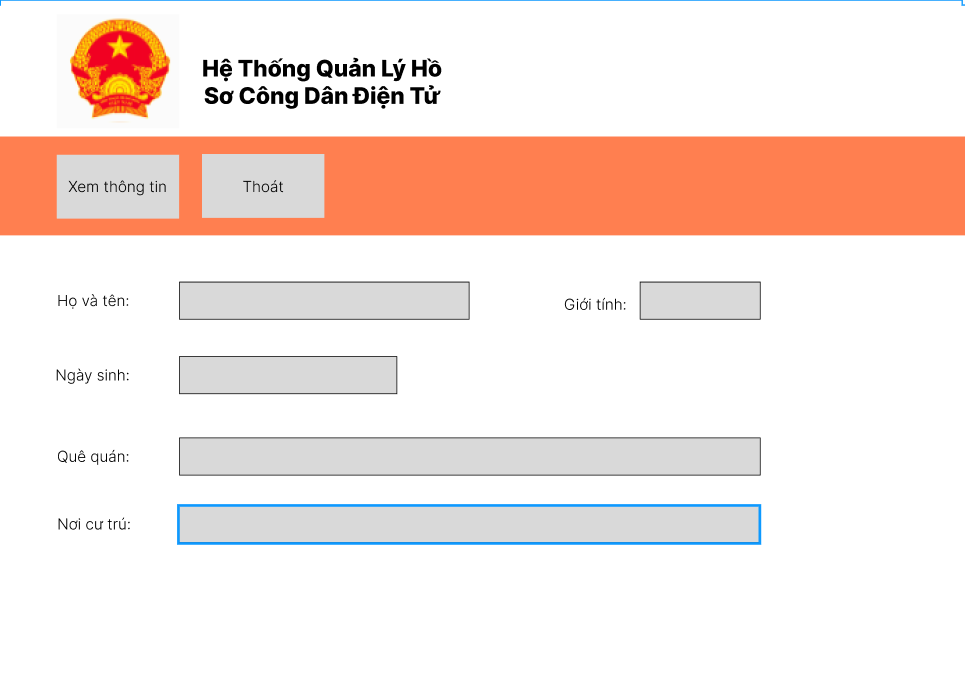 Hệ Thống Quản Lý Hồ
Sơ Công Dân Điện Tử
Xem thông tin
Thoát
Họ và tên:
Giới tính:
Ngày sinh:
Quê quán:
Nơi cư trú: